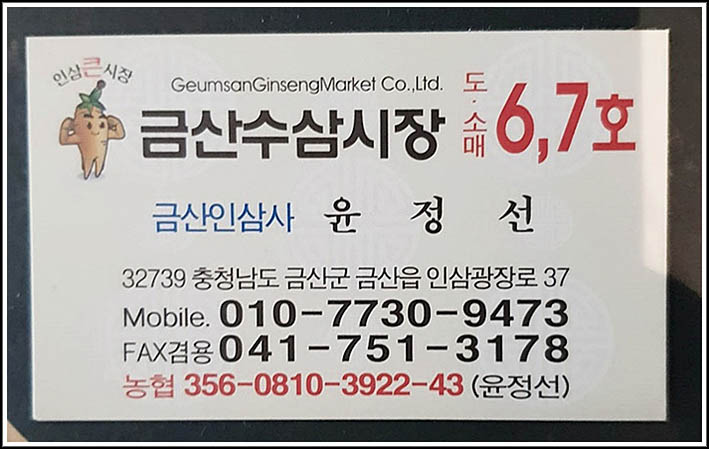 인삼큰시장
GeumsanGinsengMarket Co.,Ltd.
금산수삼시장 도·소매 6,7호
금산인삼사 윤 정 선
32739 충청남도 금산군 금산읍 인삼광장로 37
Mobile. 010-7730-9473
FAX겸용 041-751-3178
농협 356-0810-3922-43 (윤정선)